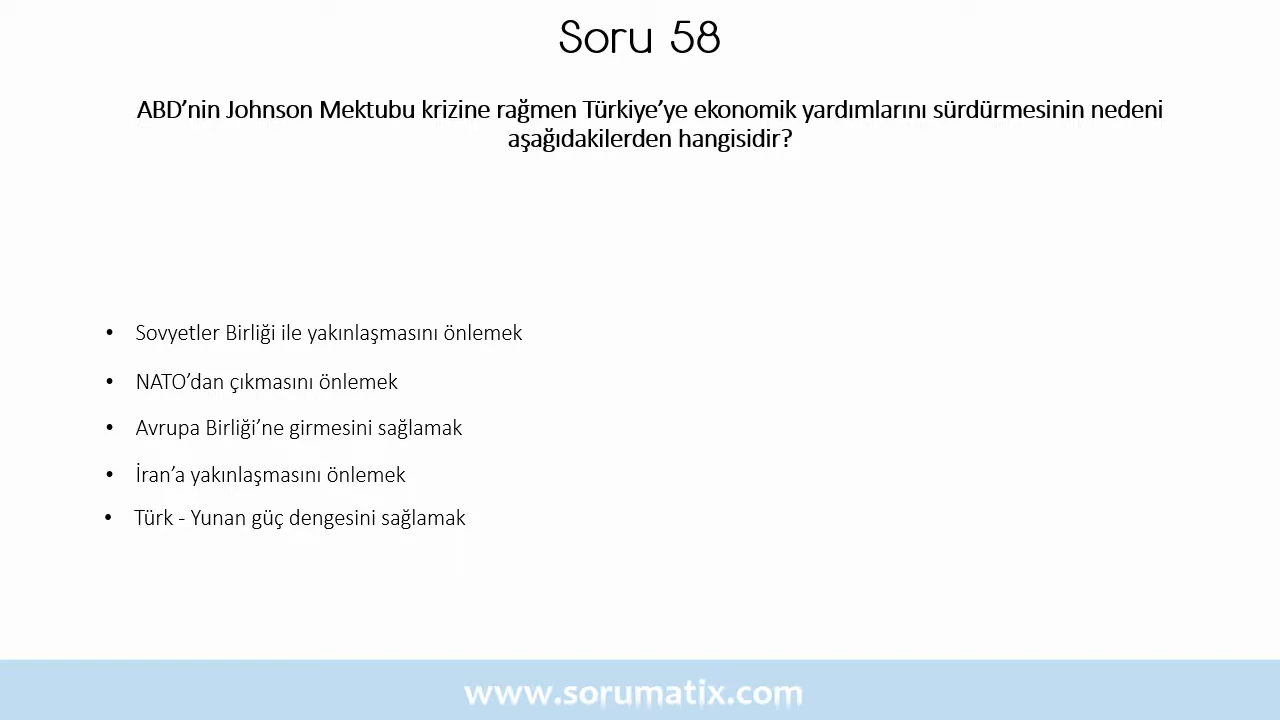 Soru 58
ABD’nin Johnson Mektubu krizine rağmen Türkiye’ye ekonomik yardımlarını sürdürmesinin nedeni
aşağıdakilerden hangisidir?
• Sovyetler Birliği ile yakınlaşmasını önlemek
• NATO’dan çıkmasını önlemek
• Avrupa Birliği’ne girmesini sağlamak
• İran’a yakınlaşmasını önlemek
• Türk - Yunan güç dengesini sağlamak
www.sorumatix.com